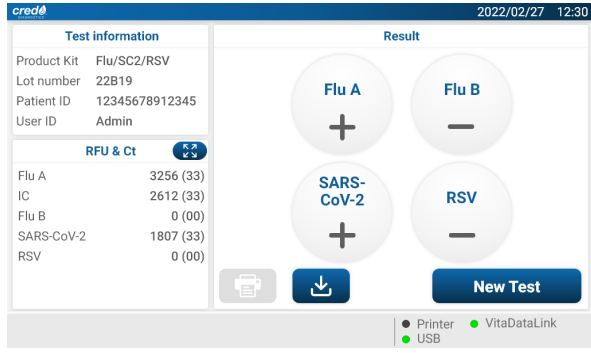 credo 2022/02/27 12:30
DIAGNOSTICS
Test information
Product Kit Flu/SC2/RSV
Lot number 22B19
Patient ID 12345678912345
User ID Admin
RFU & Ct
Flu A 3256 (33)
IC 2612 (33)
Flu B 0 (00)
SARS-CoV-2 1807 (33)
RSV 0 (00)
Result
Flu A
+
Flu B
−
SARS-
CoV-2
+
RSV
−
New Test
Printer VitaDataLink
USB